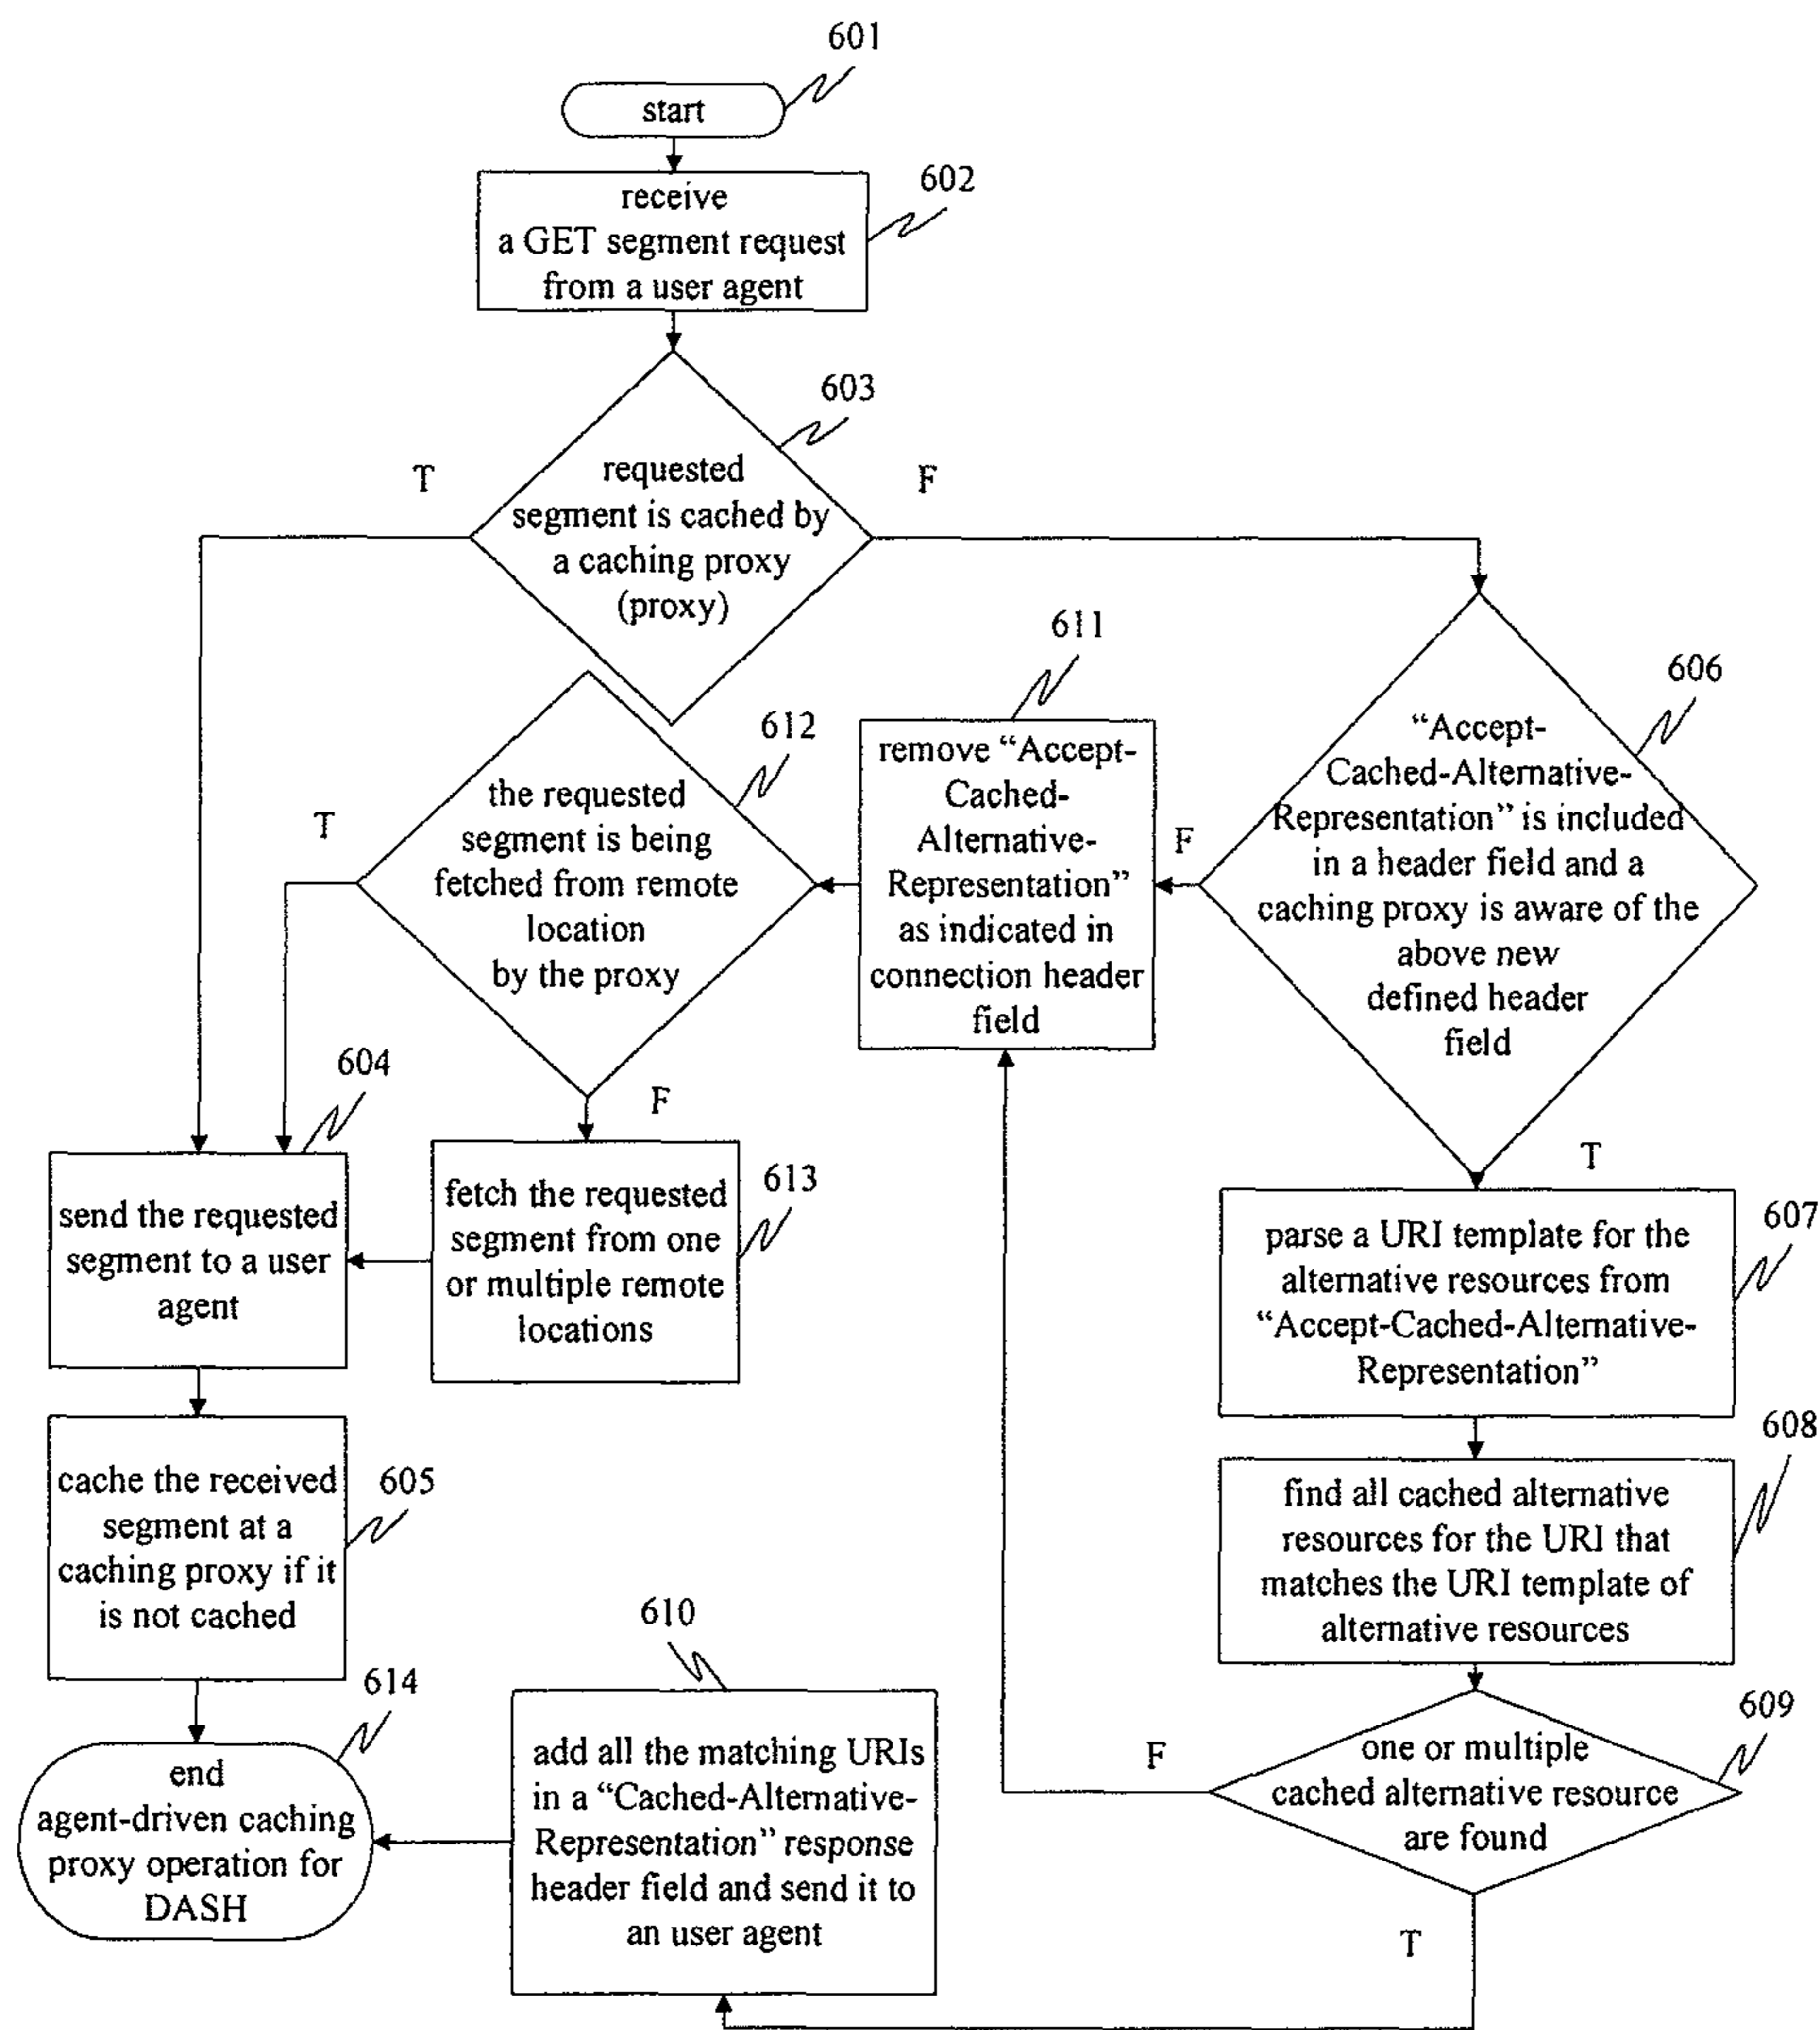 601
start
602
receive
a GET segment request
from a user agent
603
requested
segment is cached by
a caching proxy
(proxy)
T
F
611
606
612
"Accept-
Cached-Alternative-
Representation" is included
in a header field and a
caching proxy is aware of the
above new
defined header
field
remove "Accept-
Cached-
Alternative-
Representation"
as indicated in
connection header
field
F
the requested
segment is being
fetched from remote
location
by the proxy
T
F
T
604
send the requested
segment to a user
agent
613
fetch the requested
segment from one
or multiple remote
locations
607
parse a URI template for the
alternative resources from
"Accept-Cached-Alternative-
Representation"
605
cache the received
segment at a
caching proxy if it
is not cached
608
find all cached alternative
resources for the URI that
matches the URI template of
alternative resources
614
end
agent-driven caching
proxy operation for
DASH
610
add all the matching URIs
in a "Cached-Alternative-
Representation" response
header field and send it to
an user agent
609
one or multiple
cached alternative resource
are found
F
T